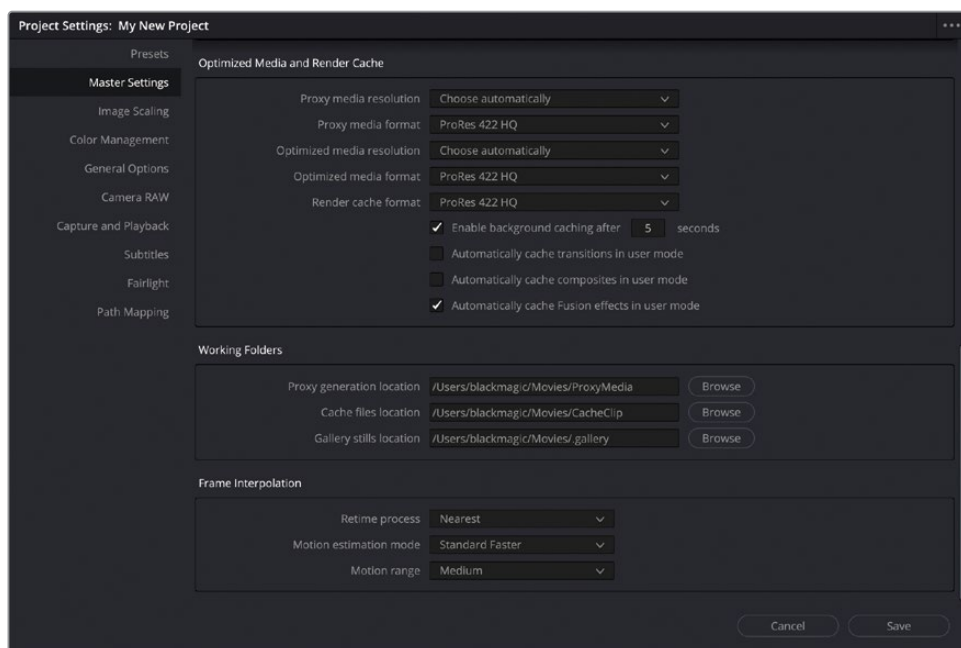 Project Settings: My New Project
Presets
Master Settings
Image Scaling
Color Management
General Options
Camera RAW
Capture and Playback
Subtitles
Fairlight
Path Mapping
Optimized Media and Render Cache
Proxy media resolution Choose automatically
Proxy media format ProRes 422 HQ
Optimized media resolution Choose automatically
Optimized media format ProRes 422 HQ
Render cache format ProRes 422 HQ
Enable background caching after 5 seconds
Automatically cache transitions in user mode
Automatically cache composites in user mode
Automatically cache Fusion effects in user mode
Working Folders
Proxy generation location /Users/blackmagic/Movies/ProxyMedia Browse
Cache files location /Users/blackmagic/Movies/CacheClip Browse
Gallery stills location /Users/blackmagic/Movies/.gallery Browse
Frame Interpolation
Retime process Nearest
Motion estimation mode Standard Faster
Motion range Medium
Cancel Save